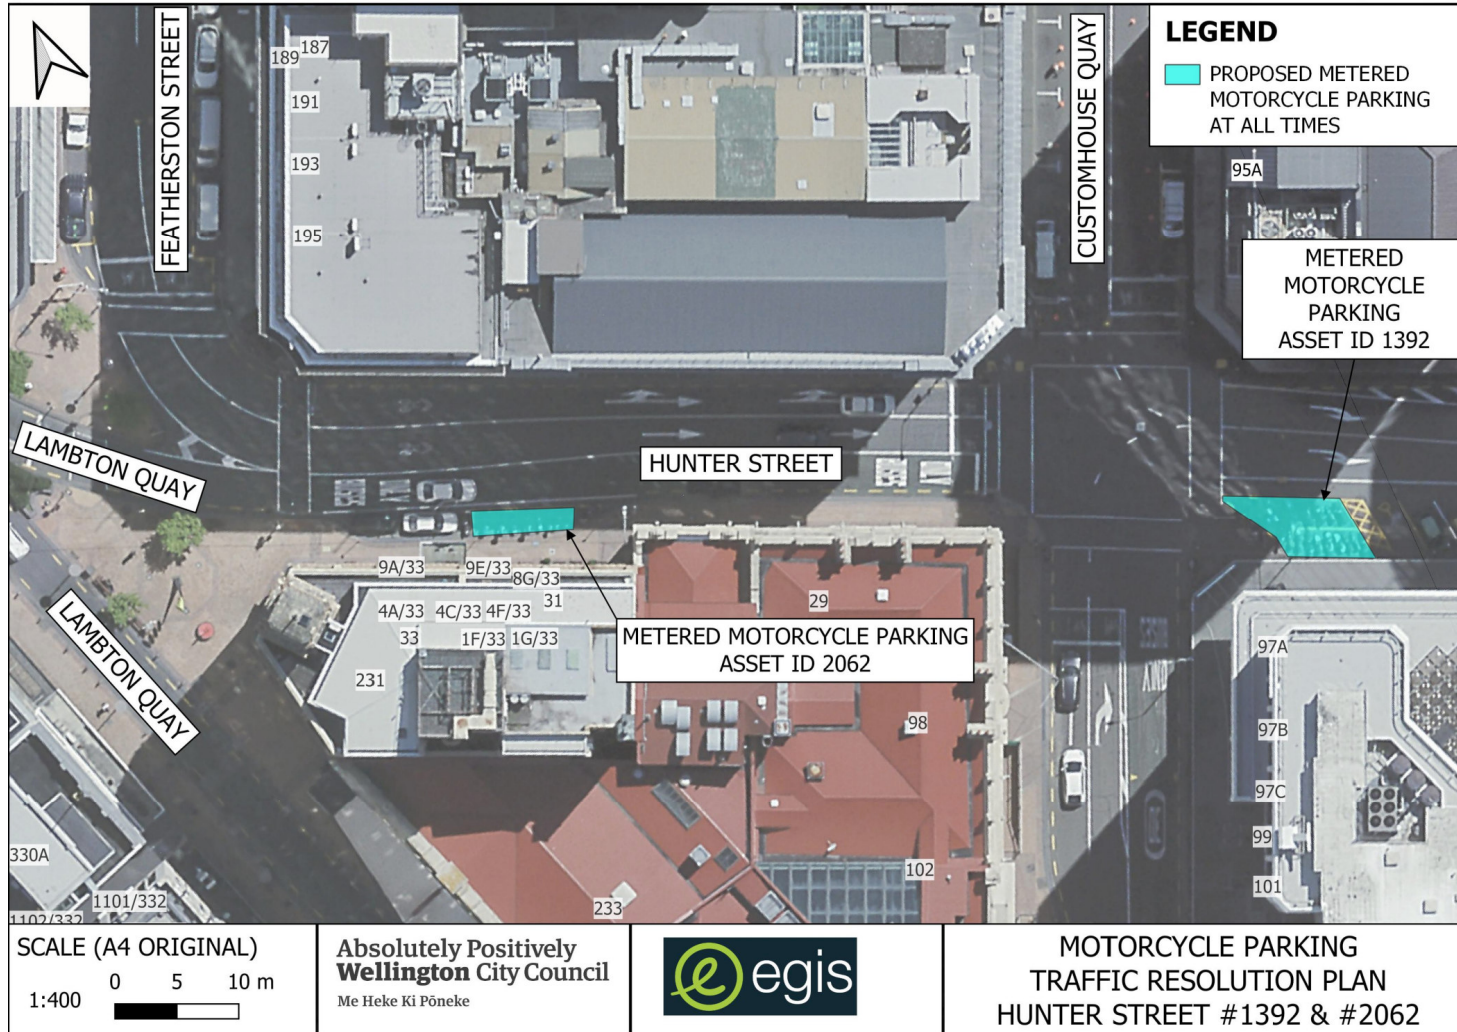 FEATHERSTON STREET
CUSTOMHOUSE QUAY
LEGEND
PROPOSED METERED
MOTORCYCLE PARKING
AT ALL TIMES
187
189
191
193
195
95A
METERED
MOTORCYCLE
PARKING
ASSET ID 1392
LAMBTON QUAY
HUNTER STREET
LAMBTON QUAY
9A/33
9E/33
8G/33
31
29
4A/33
4C/33
4F/33
33
1F/33
1G/33
METERED MOTORCYCLE PARKING
ASSET ID 2062
231
98
97A
97B
97C
99
101
102
233
330A
1101/332
1102/332
SCALE (A4 ORIGINAL)
0 5 10 m
1:400
Absolutely Positively
Wellington City Council
Me Heke Ki Pōneke
egis
MOTORCYCLE PARKING
TRAFFIC RESOLUTION PLAN
HUNTER STREET #1392 & #2062